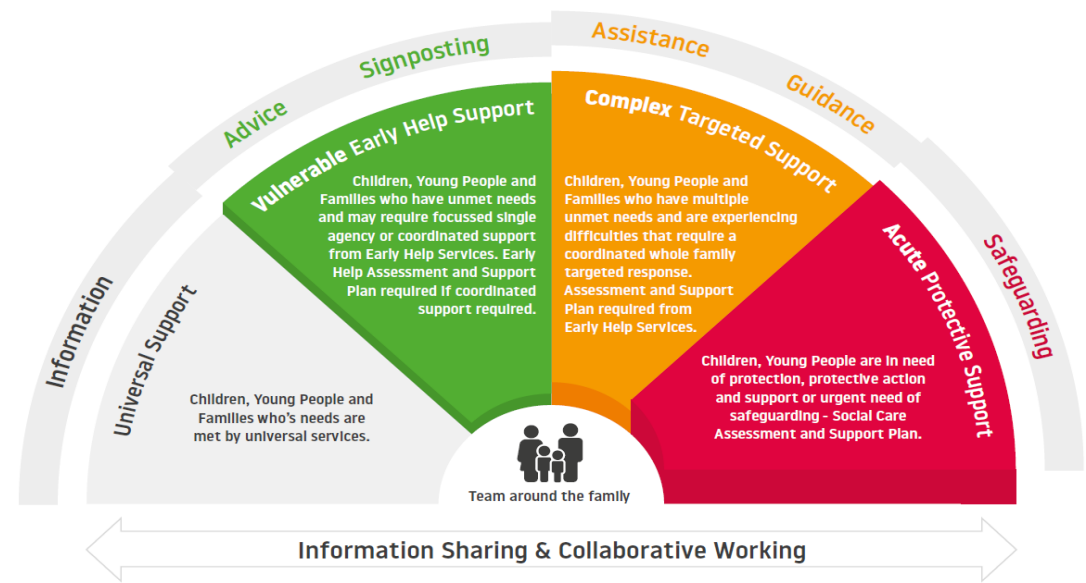 Information
Advice
Signposting
Assistance
Guidance
Safeguarding
Universal Support
Children, Young People and
Families who's needs are
met by universal services.
Vulnerable Early Help Support
Children, Young People and
Families who have unmet needs
and may require focussed single
agency or coordinated support
from Early Help Services. Early
Help Assessment and Support
Plan required if coordinated
support required.
Complex Targeted Support
Children, Young People and
Families who have multiple
unmet needs and are experiencing
difficulties that require a
coordinated whole family
targeted response.
Assessment and Support
Plan required from
Early Help Services.
Acute Protective Support
Children, Young People are in need
of protection, protective action
and support or urgent need of
safeguarding - Social Care
Assessment and Support Plan.
Team around the family
Information Sharing & Collaborative Working